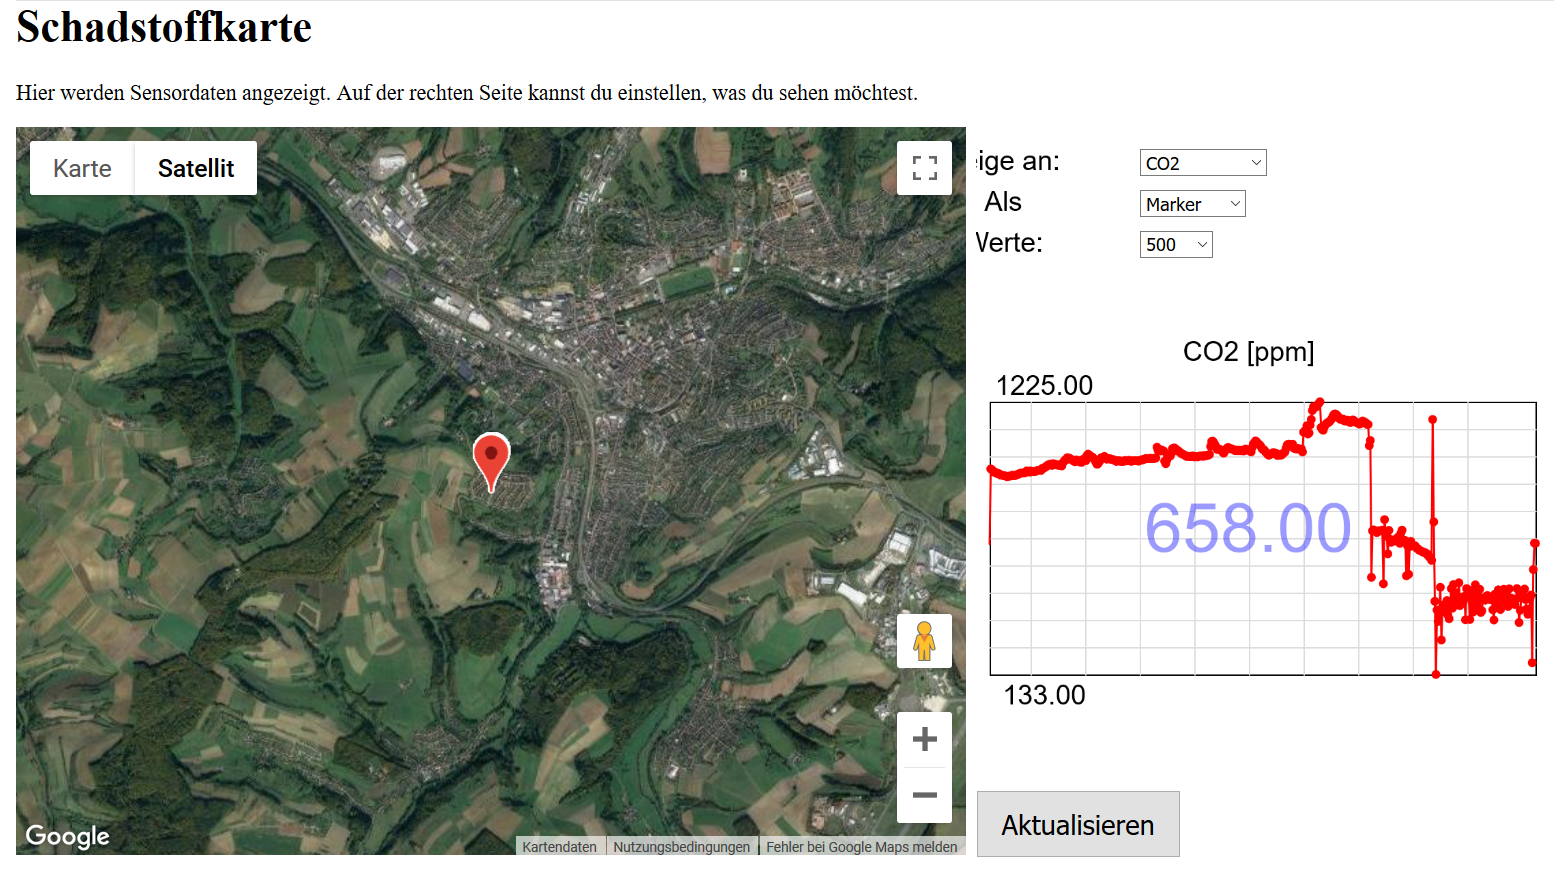 Schadstoffkarte
Hier werden Sensordaten angezeigt. Auf der rechten Seite kannst du einstellen, was du sehen möchtest.
Karte
Satellit
eige an:
CO2
Als
Marker
Werte:
500
CO2 [ppm]
1225.00
658.00
133.00
Aktualisieren
Google
Kartendaten
Nutzungsbedingungen
Fehler bei Google Maps melden